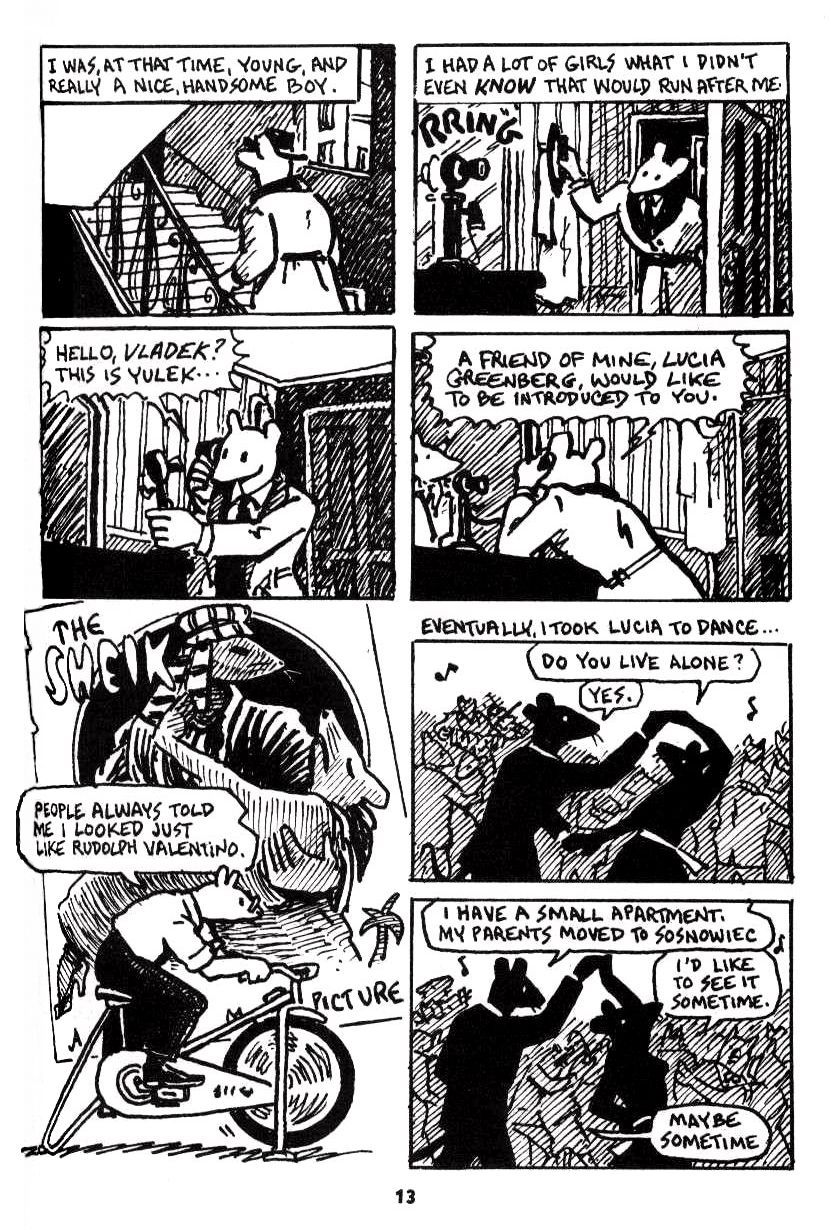 I WAS, AT THAT TIME, YOUNG, AND
REALLY A NICE, HANDSOME BOY.
I HAD A LOT OF GIRLS WHAT I DIDN'T
EVEN KNOW THAT WOULD RUN AFTER ME.
RRING
HELLO, VLADEK?
THIS IS YULEK...
A FRIEND OF MINE, LUCIA
GREENBERG, WOULD LIKE
TO BE INTRODUCED TO YOU.
THE
SHEIK
PEOPLE ALWAYS TOLD
ME I LOOKED JUST
LIKE RUDOLPH VALENTINO.
A M PICTURE
EVENTUALLY, I TOOK LUCIA TO DANCE...
DO YOU LIVE ALONE?
YES.
I HAVE A SMALL APARTMENT.
MY PARENTS MOVED TO SOSNOWIEC
I'D LIKE
TO SEE IT
SOMETIME.
MAYBE
SOMETIME
13